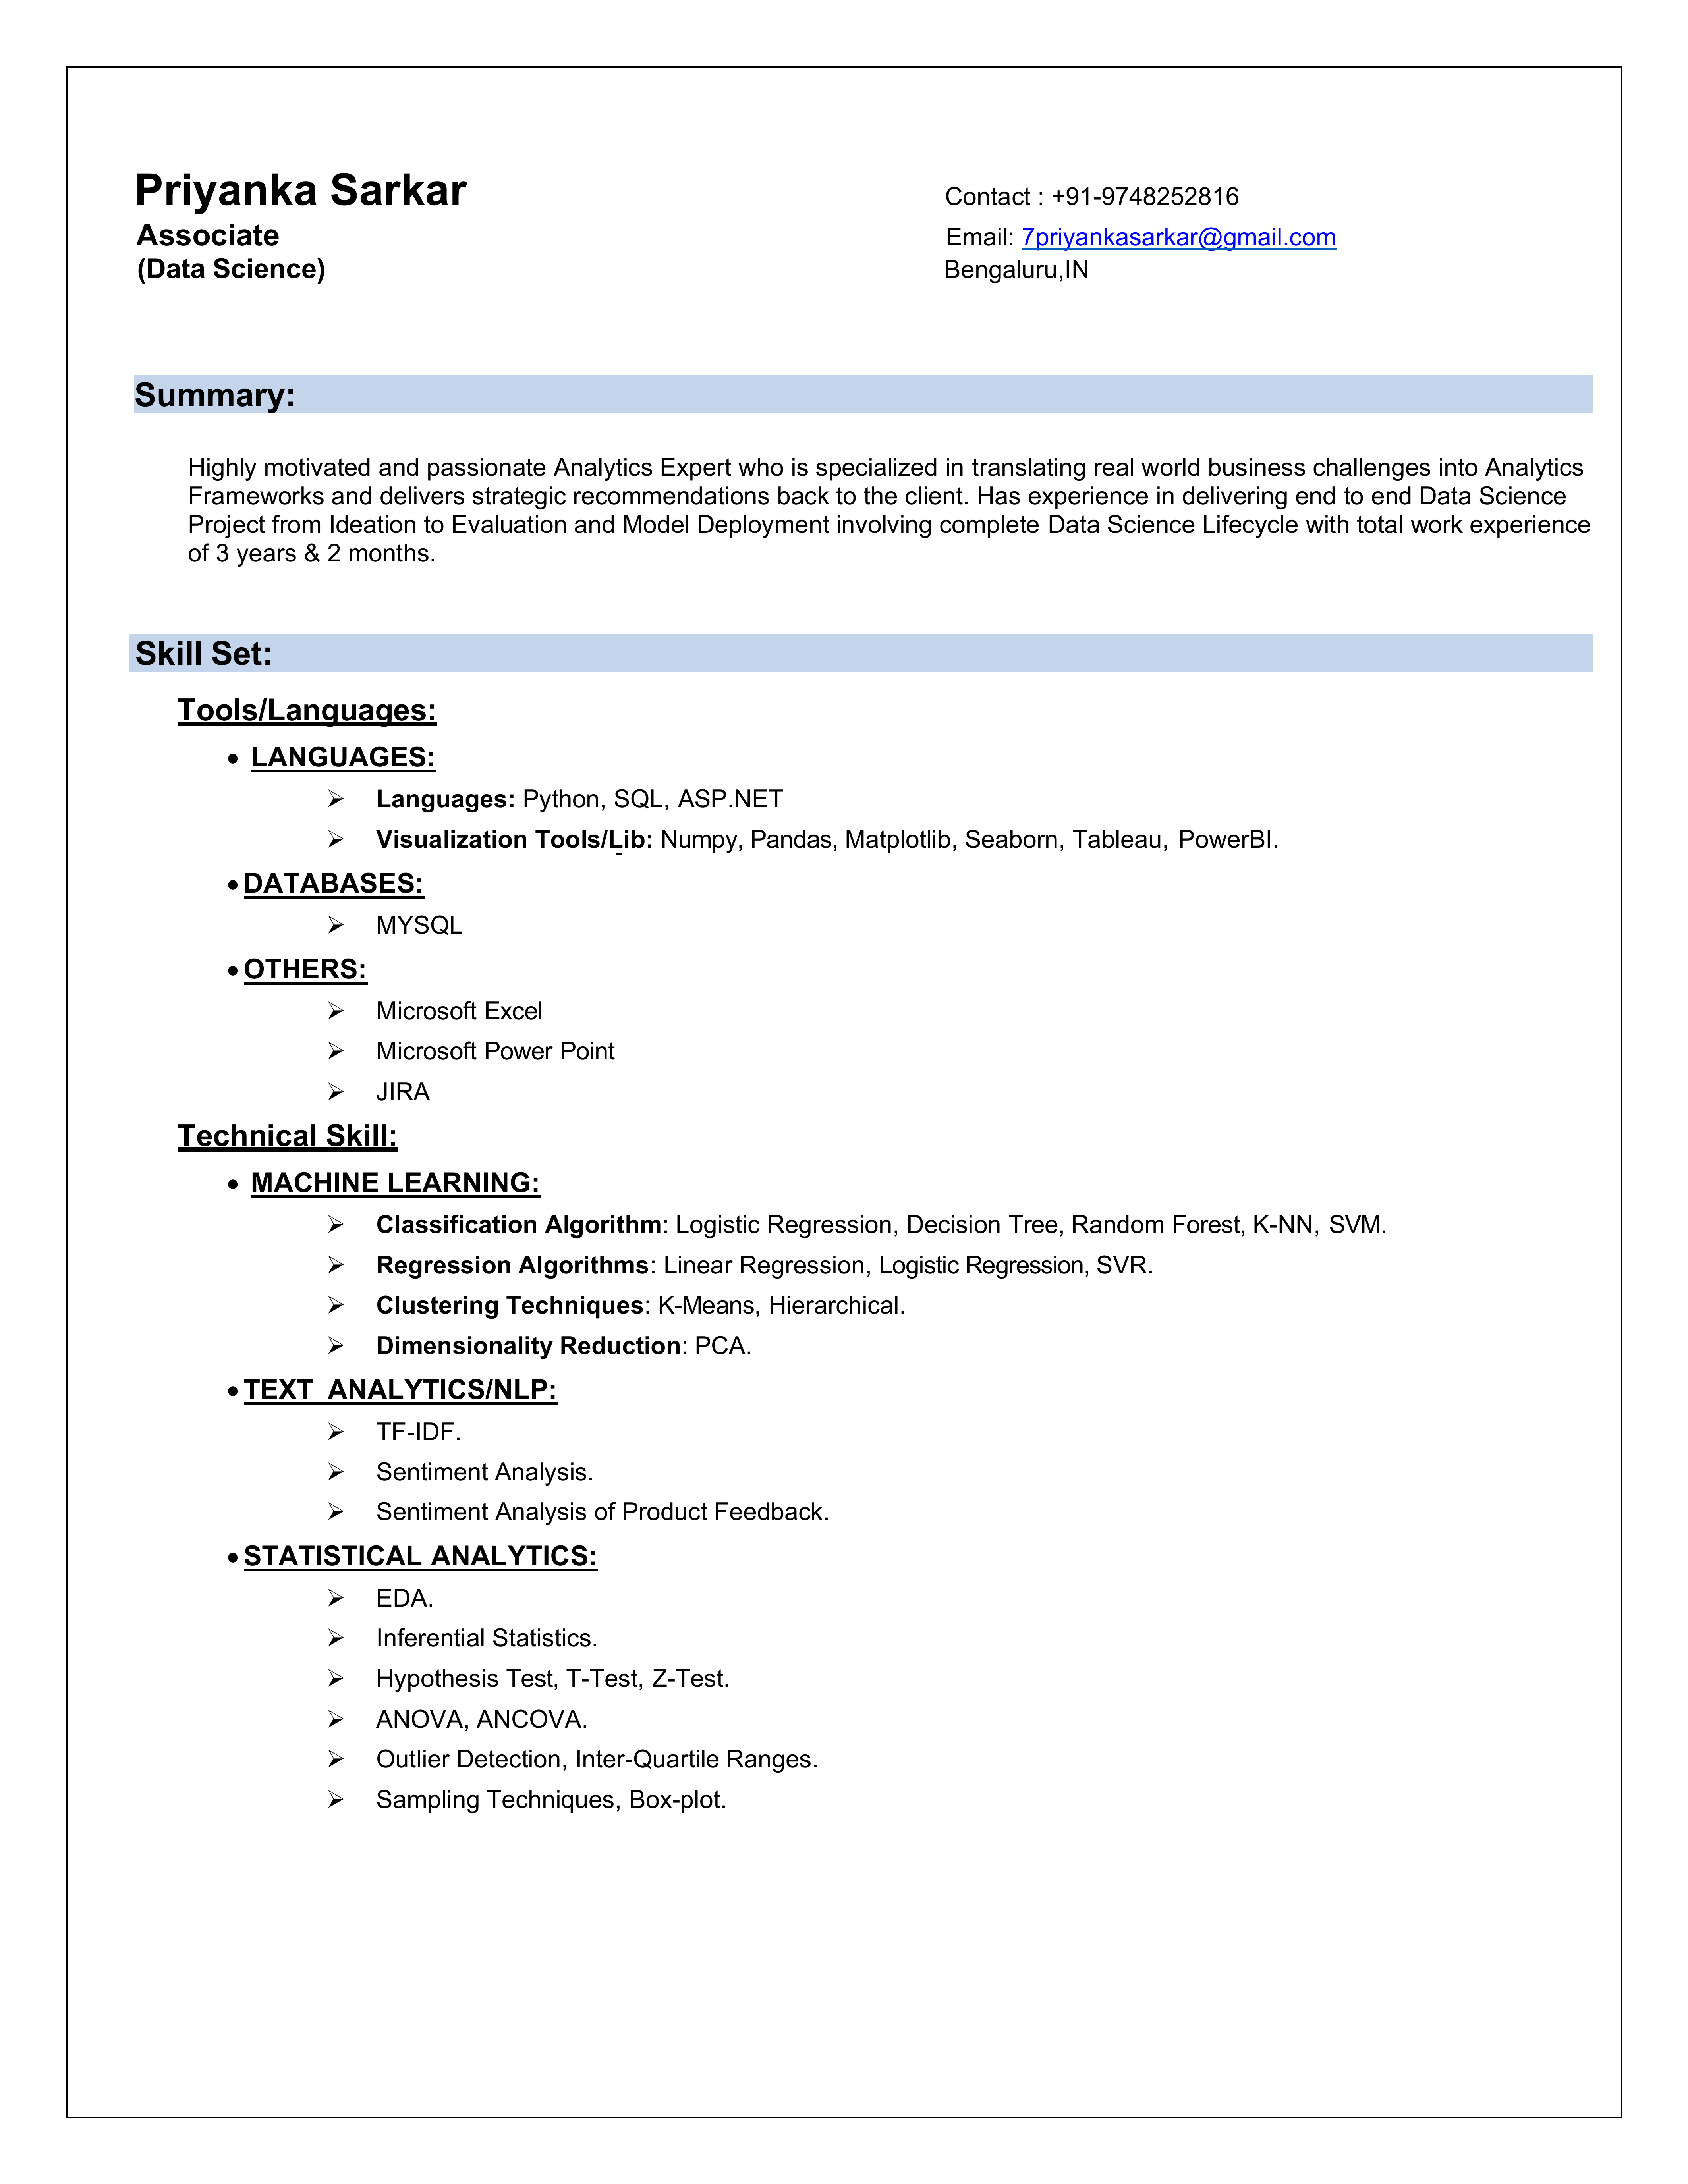 Priyanka Sarkar
Contact : +91-9748252816
Associate
Email: 7priyankasarkar@gmail.com
(Data Science)
Bengaluru,IN
Summary:
Highly motivated and passionate Analytics Expert who is specialized in translating real world business challenges into Analytics
Frameworks and delivers strategic recommendations back to the client. Has experience in delivering end to end Data Science
Project from Ideation to Evaluation and Model Deployment involving complete Data Science Lifecycle with total work experience
of 3 years & 2 months.
Skill Set:
Tools/Languages:
• LANGUAGES:
➢ Languages: Python, SQL, ASP.NET
➢ Visualization Tools/Lib: Numpy, Pandas, Matplotlib, Seaborn, Tableau, PowerBI.
• DATABASES:
➢ MYSQL
• OTHERS:
➢ Microsoft Excel
➢ Microsoft Power Point
➢ JIRA
Technical Skill:
• MACHINE LEARNING:
➢ Classification Algorithm: Logistic Regression, Decision Tree, Random Forest, K-NN, SVM.
➢ Regression Algorithms: Linear Regression, Logistic Regression, SVR.
➢ Clustering Techniques: K-Means, Hierarchical.
➢ Dimensionality Reduction: PCA.
• TEXT ANALYTICS/NLP:
➢ TF-IDF.
➢ Sentiment Analysis.
➢ Sentiment Analysis of Product Feedback.
• STATISTICAL ANALYTICS:
➢ EDA.
➢ Inferential Statistics.
➢ Hypothesis Test, T-Test, Z-Test.
➢ ANOVA, ANCOVA.
➢ Outlier Detection, Inter-Quartile Ranges.
➢ Sampling Techniques, Box-plot.